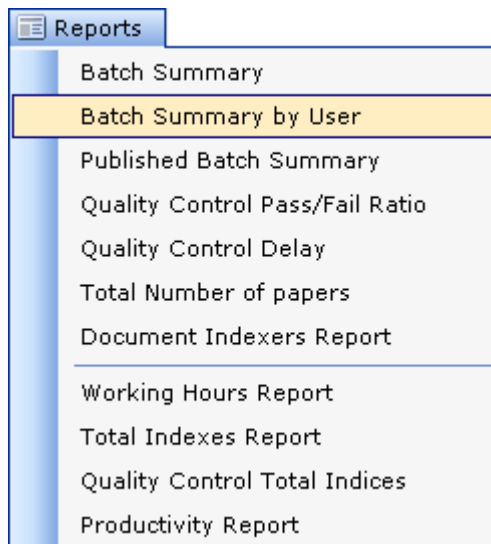 Reports
Batch Summary
Batch Summary by User
Published Batch Summary
Quality Control Pass/Fail Ratio
Quality Control Delay
Total Number of papers
Document Indexers Report
Working Hours Report
Total Indexes Report
Quality Control Total Indices
Productivity Report